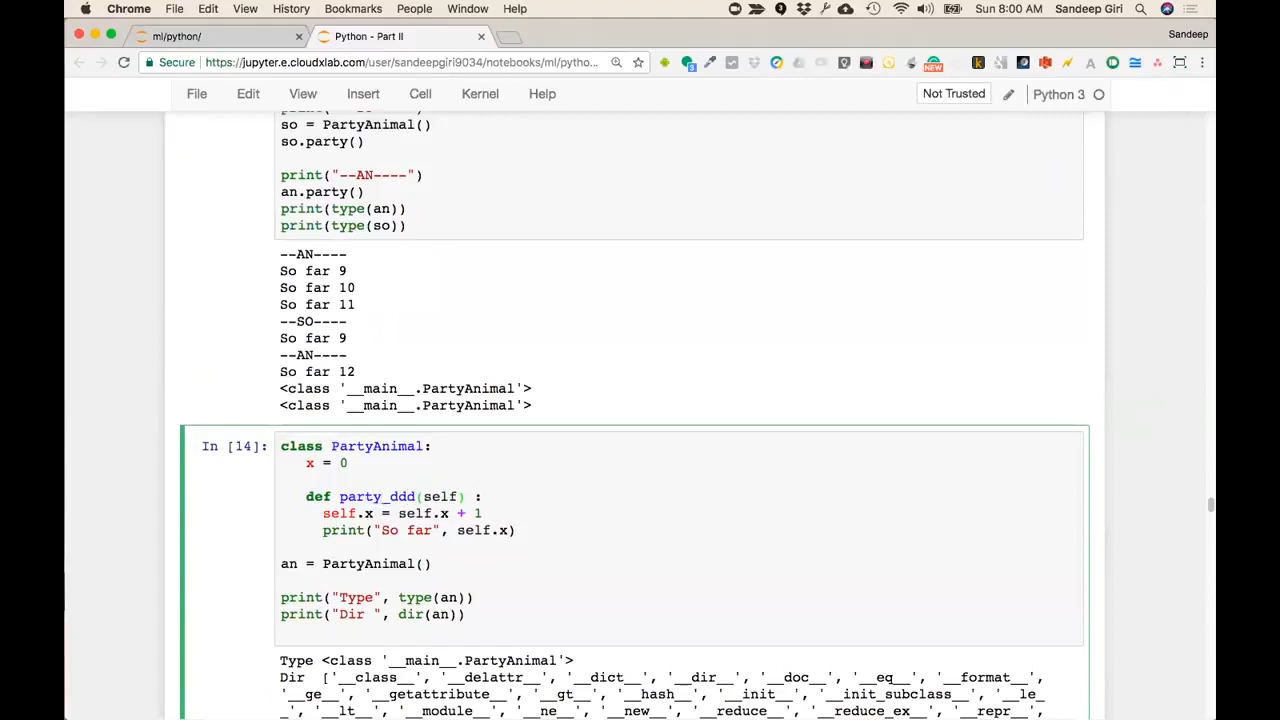 Chrome File Edit View History Bookmarks People Window Help Sun 8:00 AM Sandeep Giri
ml/python/ Python - Part II Sandeep
Secure https://jupyter.e.cloudxlab.com/user/sandeepgiri9034/notebooks/ml/pytho...
File Edit View Insert Cell Kernel Help Not Trusted Python 3
so = PartyAnimal()
so.party()
print("--AN----")
an.party()
print(type(an))
print(type(so))
--AN----
So far 9
So far 10
So far 11
--SO----
So far 9
--AN----
So far 12
<class '__main__.PartyAnimal'>
<class '__main__.PartyAnimal'>
In [14]: class PartyAnimal:
x = 0
def party_ddd(self) :
self.x = self.x + 1
print("So far", self.x)
an = PartyAnimal()
print("Type", type(an))
print("Dir ", dir(an))
Type <class '__main__.PartyAnimal'>
Dir ['__class__', '__delattr__', '__dict__', '__dir__', '__doc__', '__eq__', '__format__',
'__ge__', '__getattribute__', '__gt__', '__hash__', '__init__', '__init_subclass__', '__le_
_', '__lt__', '__module__', '__ne__', '__new__', '__reduce__', '__reduce_ex__', '__repr__',